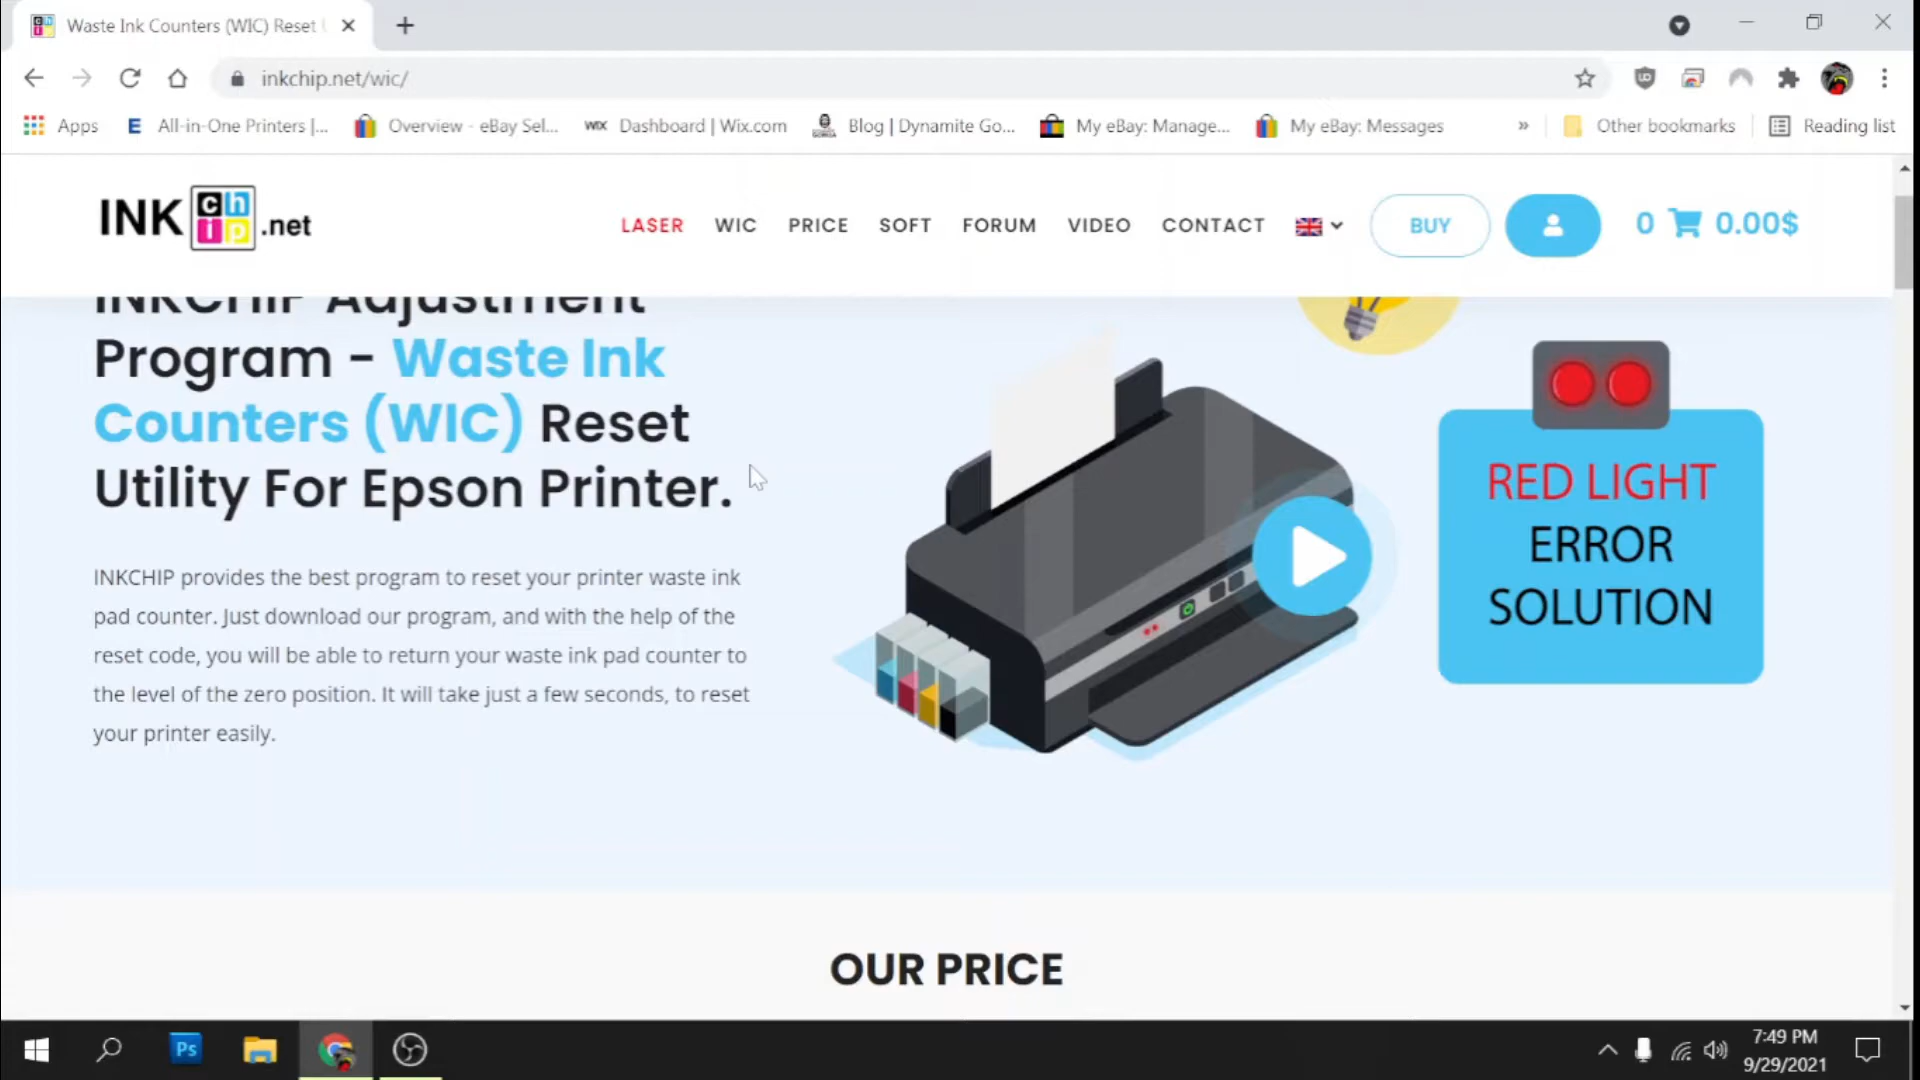 Waste Ink Counters (WIC) Reset
inkchip.net/wic/
Apps
E All-in-One Printers |...
Overview - eBay Sel...
WIX Dashboard | Wix.com
Blog | Dynamite Go...
My eBay: Manage...
My eBay: Messages
»
Other bookmarks
Reading list
INK chip .net
LASER
WIC
PRICE
SOFT
FORUM
VIDEO
CONTACT
BUY
0
0.00$
INKCHIP Adjustment
Program - Waste Ink
Counters (WIC) Reset
Utility For Epson Printer.
INKCHIP provides the best program to reset your printer waste ink
pad counter. Just download our program, and with the help of the
reset code, you will be able to return your waste ink pad counter to
the level of the zero position. It will take just a few seconds, to reset
your printer easily.
RED LIGHT
ERROR
SOLUTION
OUR PRICE
Ps
7:49 PM
9/29/2021